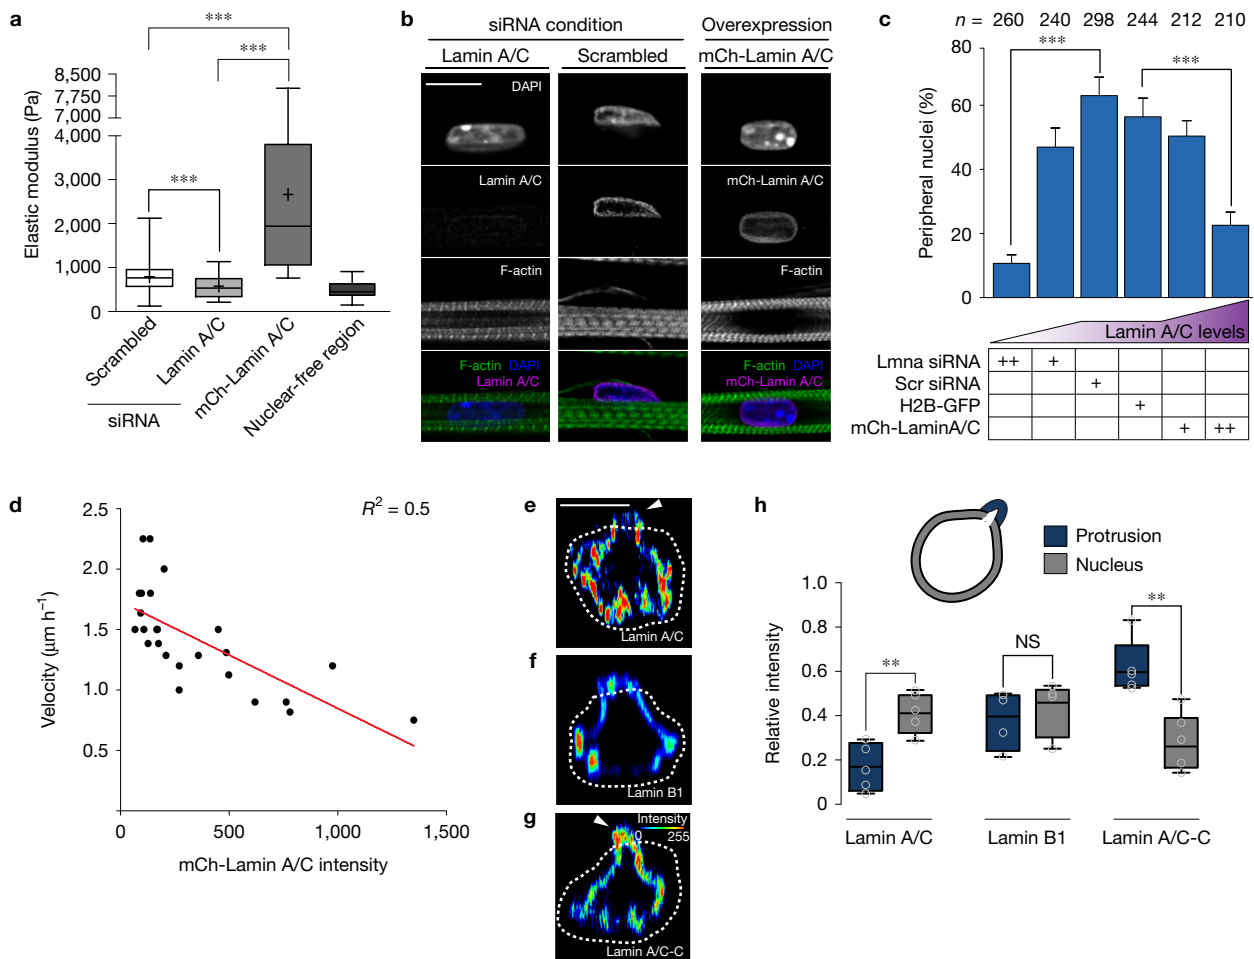 a
***
***
***
8,500
7,750
7,000
4,000
3,000
2,000
1,000
0
Elastic modulus (Pa)
Scrambled
Lamin A/C
mCh-Lamin A/C
Nuclear-free region
siRNA
b
siRNA condition
Overexpression
Lamin A/C
Scrambled
mCh-Lamin A/C
DAPI
Lamin A/C
mCh-Lamin A/C
F-actin
F-actin
F-actin DAPI
Lamin A/C
F-actin DAPI
mCh-Lamin A/C
c
n = 260 240 298 244 212 210
***
***
80
60
40
20
0
Peripheral nuclei (%)
Lamin A/C levels
Lmna siRNA ++ +
Scr siRNA +
H2B-GFP +
mCh-LaminA/C + ++
d
R² = 0.5
2.5
2.0
1.5
1.0
0.5
Velocity (μm h⁻¹)
0 500 1,000 1,500
mCh-Lamin A/C intensity
e
Lamin A/C
f
Lamin B1
g
Intensity
0 255
Lamin A/C-C
h
Protrusion
Nucleus
1.0
0.8
0.6
0.4
0.2
0
Relative intensity
**
NS
**
Lamin A/C
Lamin B1
Lamin A/C-C